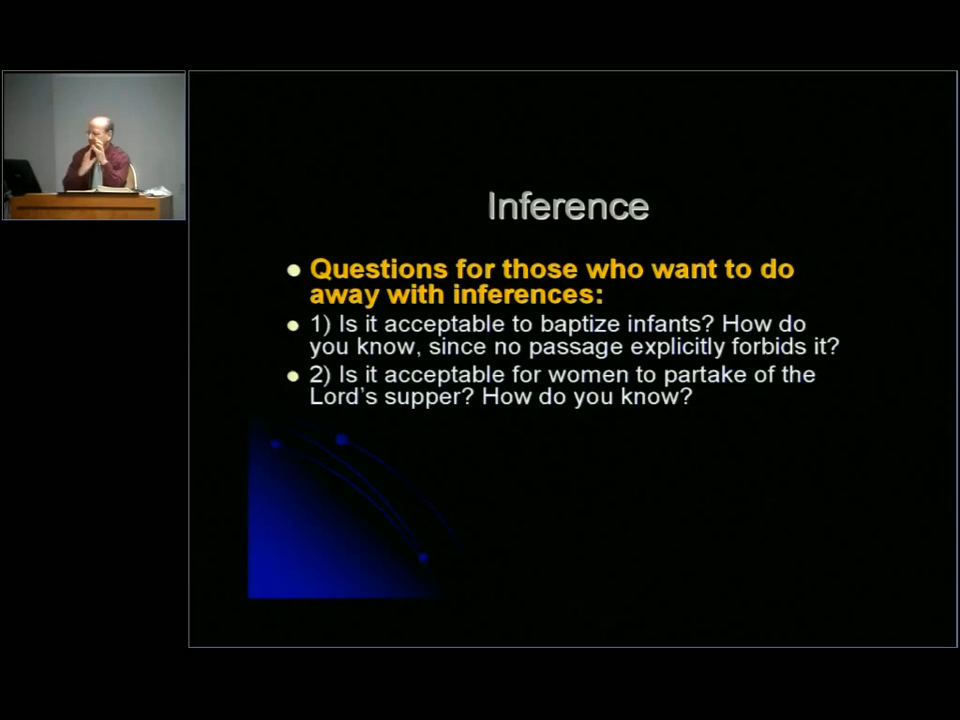 Inference
Questions for those who want to do
away with inferences:
1) Is it acceptable to baptize infants? How do
you know, since no passage explicitly forbids it?
2) Is it acceptable for women to partake of the
Lord's supper? How do you know?